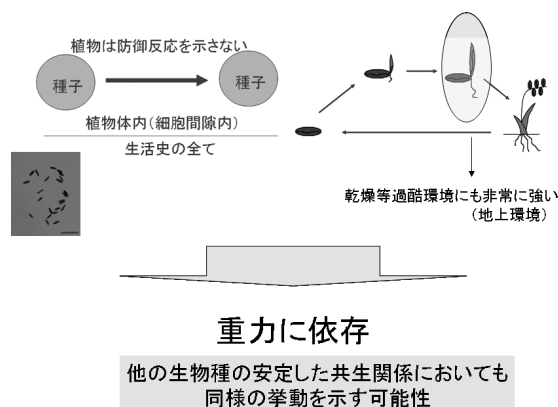 植物は防御反応を示さない
種子
種子
植物体内（細胞間隙内）
生活史の全て
乾燥等過酷環境にも非常に強い
（地上環境）
重力に依存
他の生物種の安定した共生関係においても
同様の挙動を示す可能性